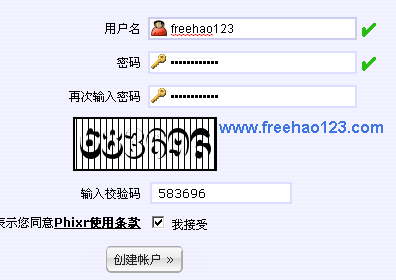 用户名 freehao123
密码 ••••••••••••
再次输入密码 ••••••••••••
583696 www.freehao123.com
输入校验码 583696
表示您同意Phixr使用条款 我接受
创建帐户 »